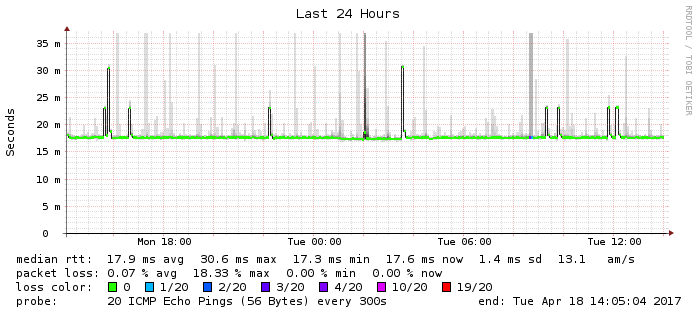 Last 24 Hours
RRDTOOL / TOBI OETIKER
Seconds
35 m
30 m
25 m
20 m
15 m
10 m
5 m
0
Mon 18:00 Tue 00:00 Tue 06:00 Tue 12:00
median rtt: 17.9 ms avg 30.6 ms max 17.3 ms min 17.6 ms now 1.4 ms sd 13.1 am/s
packet loss: 0.07 % avg 18.33 % max 0.00 % min 0.00 % now
loss color: 0 1/20 2/20 3/20 4/20 10/20 19/20
probe: 20 ICMP Echo Pings (56 Bytes) every 300s end: Tue Apr 18 14:05:04 2017